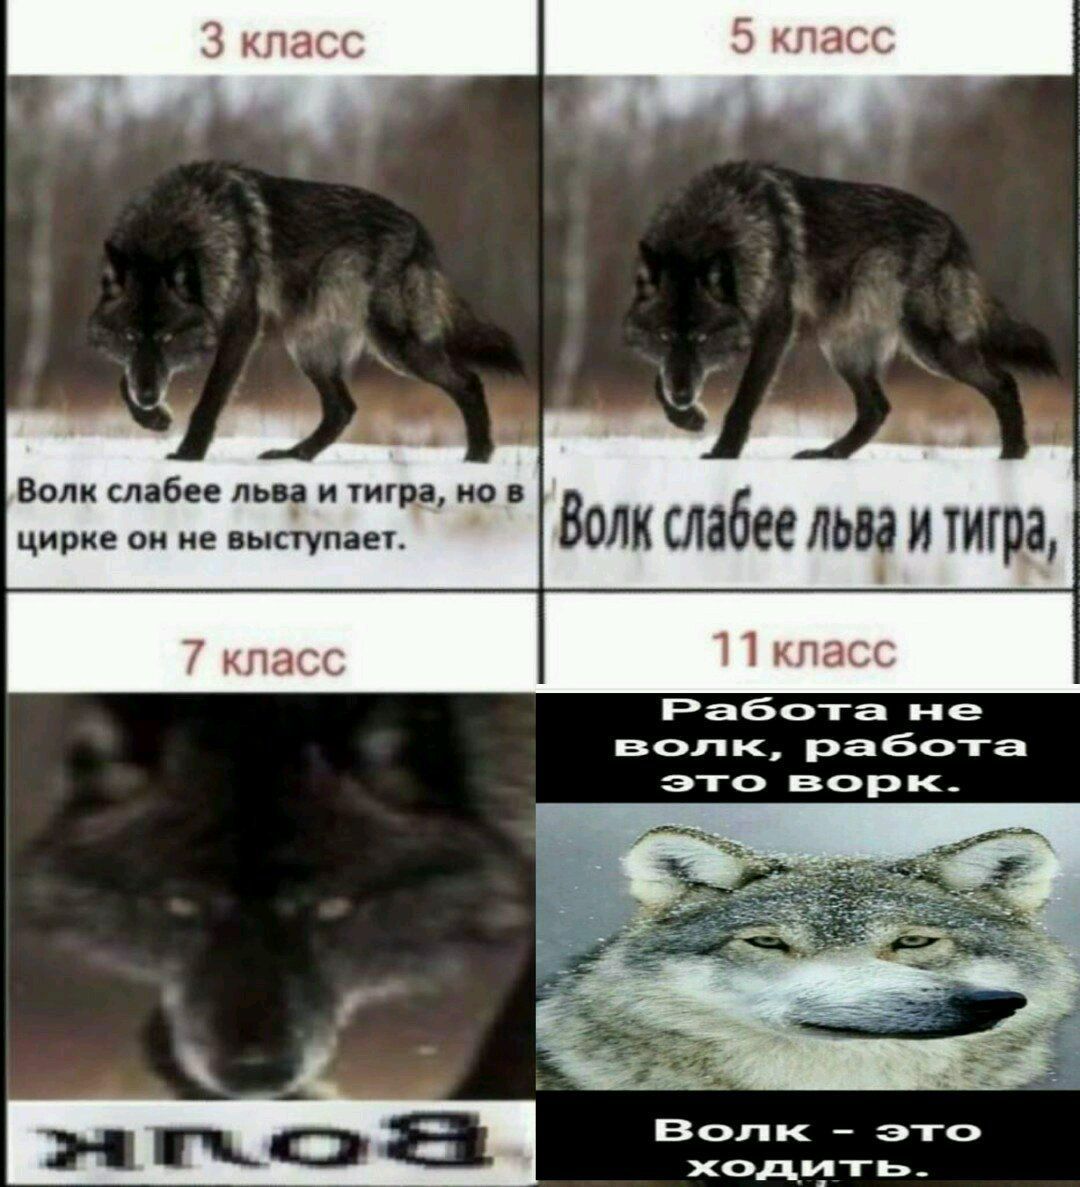 3 класс
5 класс
Волк слабее льва и тигра, но в
цирке он не выступает.
Волк слабее льва и тигра,
7 класс
11 класс
Волк
Работа не
волк, работа
это ворк.
Волк - это
ходить.